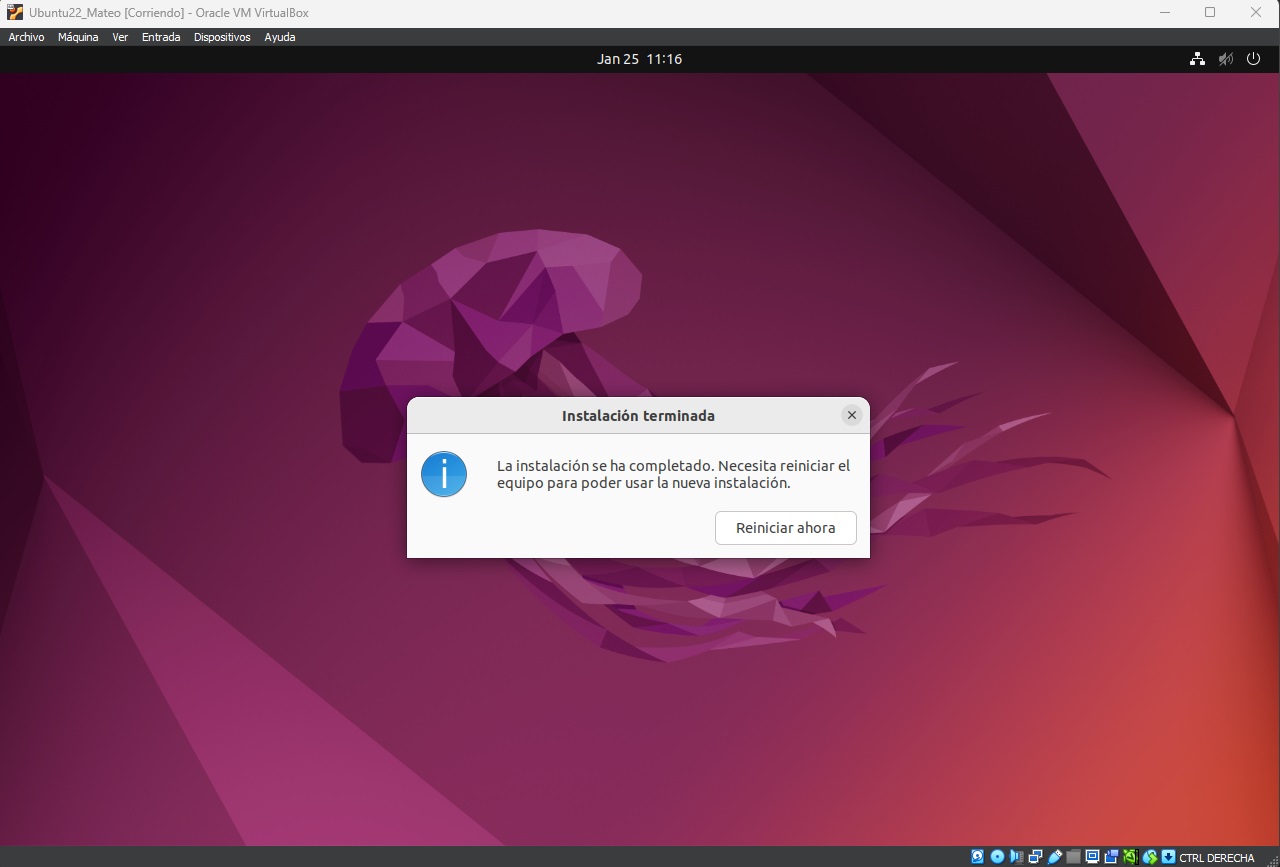 Ubuntu22_Mateo [Corriendo] - Oracle VM VirtualBox
Archivo Máquina Ver Entrada Dispositivos Ayuda
Jan 25 11:16
Instalación terminada
La instalación se ha completado. Necesita reiniciar el
equipo para poder usar la nueva instalación.
Reiniciar ahora
CTRL DERECHA